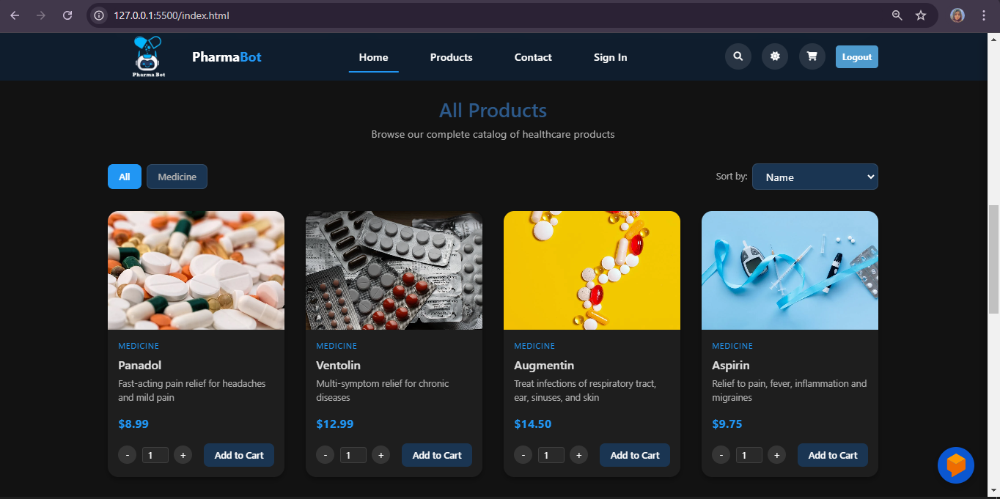 127.0.0.1:5500/index.html
Pharma Bot
PharmaBot
Home
Products
Contact
Sign In
Logout
All Products
Browse our complete catalog of healthcare products
All
Medicine
Sort by:
Name
MEDICINE
Panadol
Fast-acting pain relief for headaches
and mild pain
$8.99
- 1 +
Add to Cart
MEDICINE
Ventolin
Multi-symptom relief for chronic
diseases
$12.99
- 1 +
Add to Cart
MEDICINE
Augmentin
Treat infections of respiratory tract,
ear, sinuses, and skin
$14.50
- 1 +
Add to Cart
MEDICINE
Aspirin
Relief to pain, fever, inflammation and
migraines
$9.75
- 1 +
Add to Cart